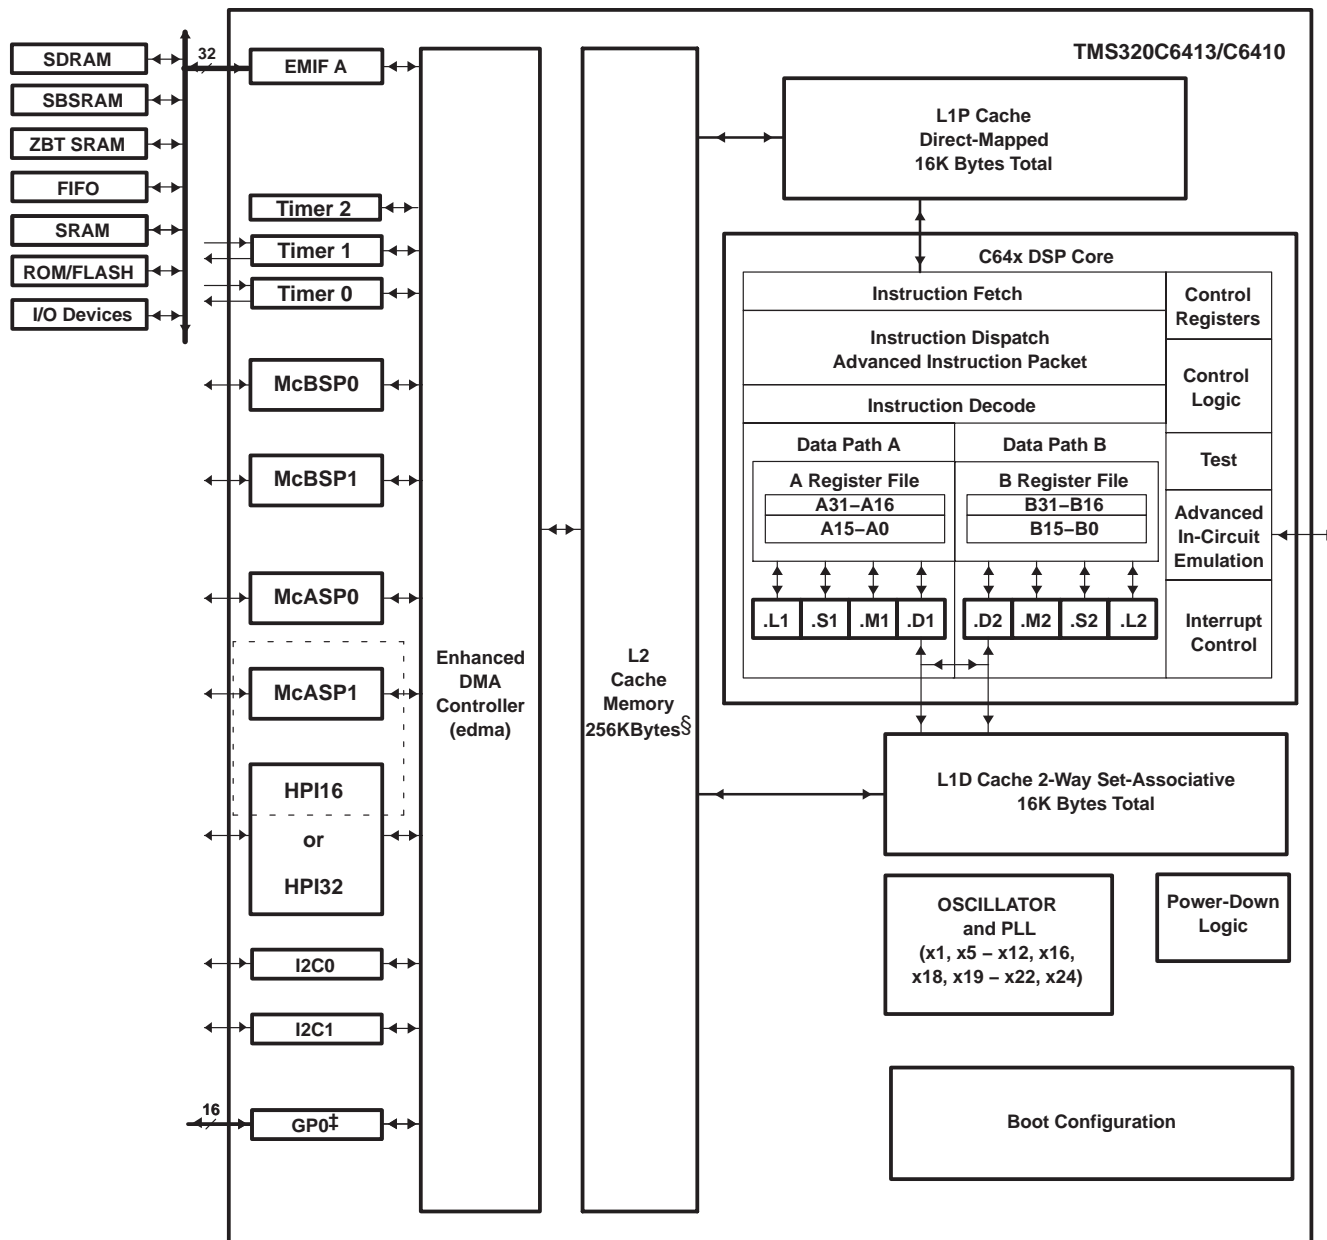 TMS320C6413/C6410
SDRAM
SBSRAM
ZBT SRAM
FIFO
SRAM
ROM/FLASH
I/O Devices
32
EMIF A
Timer 2
Timer 1
Timer 0
McBSP0
McBSP1
McASP0
McASP1
HPI16
or
HPI32
I2C0
I2C1
16
GP0‡
Enhanced
DMA
Controller
(edma)
L2
Cache
Memory
256KBytes§
L1P Cache
Direct-Mapped
16K Bytes Total
C64x DSP Core
Instruction Fetch
Instruction Dispatch
Advanced Instruction Packet
Instruction Decode
Data Path A
Data Path B
A Register File
A31–A16
A15–A0
B Register File
B31–B16
B15–B0
.L1
.S1
.M1
.D1
.D2
.M2
.S2
.L2
Control
Registers
Control
Logic
Test
Advanced
In-Circuit
Emulation
Interrupt
Control
L1D Cache 2-Way Set-Associative
16K Bytes Total
OSCILLATOR
and PLL
(x1, x5 – x12, x16,
x18, x19 – x22, x24)
Power-Down
Logic
Boot Configuration